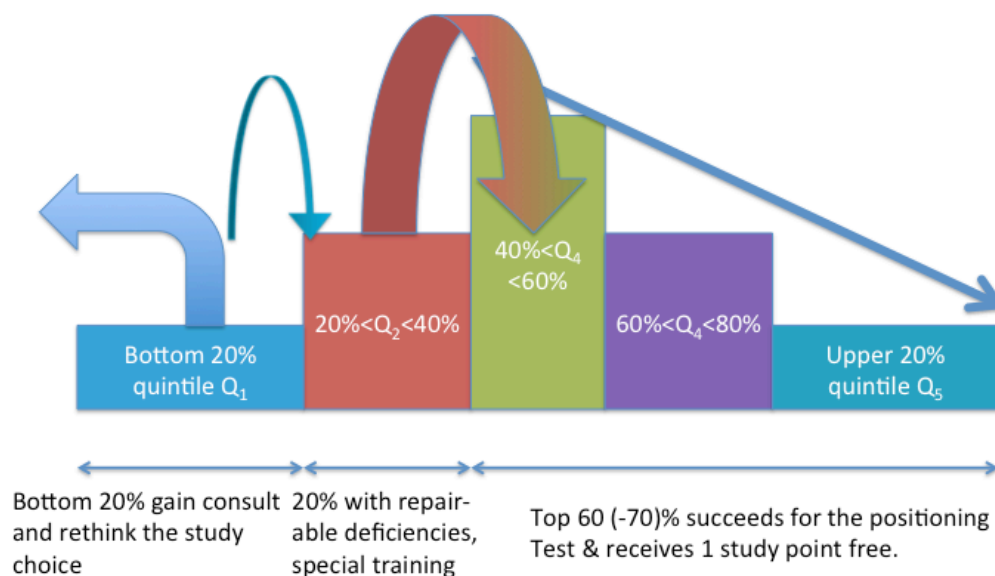 40%<Q₄
<60%
20%<Q₂<40%
60%<Q₄<80%
Bottom 20%
quintile Q₁
Upper 20%
quintile Q₅
Bottom 20% gain consult
and rethink the study
choice
20% with repair-
able deficiencies,
special training
Top 60 (-70)% succeeds for the positioning
Test & receives 1 study point free.